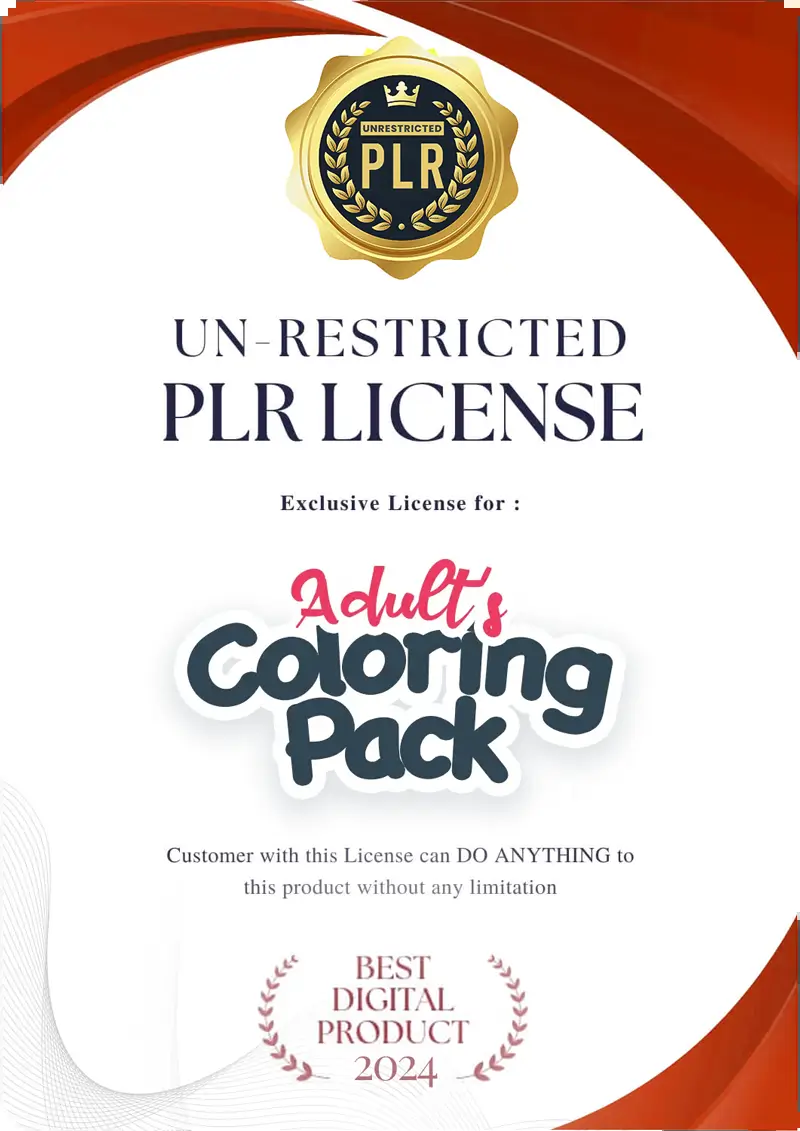 UNRESTRICTED
PLR
UN-RESTRICTED
PLR LICENSE
Exclusive License for :
Adult's
Coloring
Pack
Customer with this License can DO ANYTHING to
this product without any limitation
BEST
DIGITAL
PRODUCT
2024